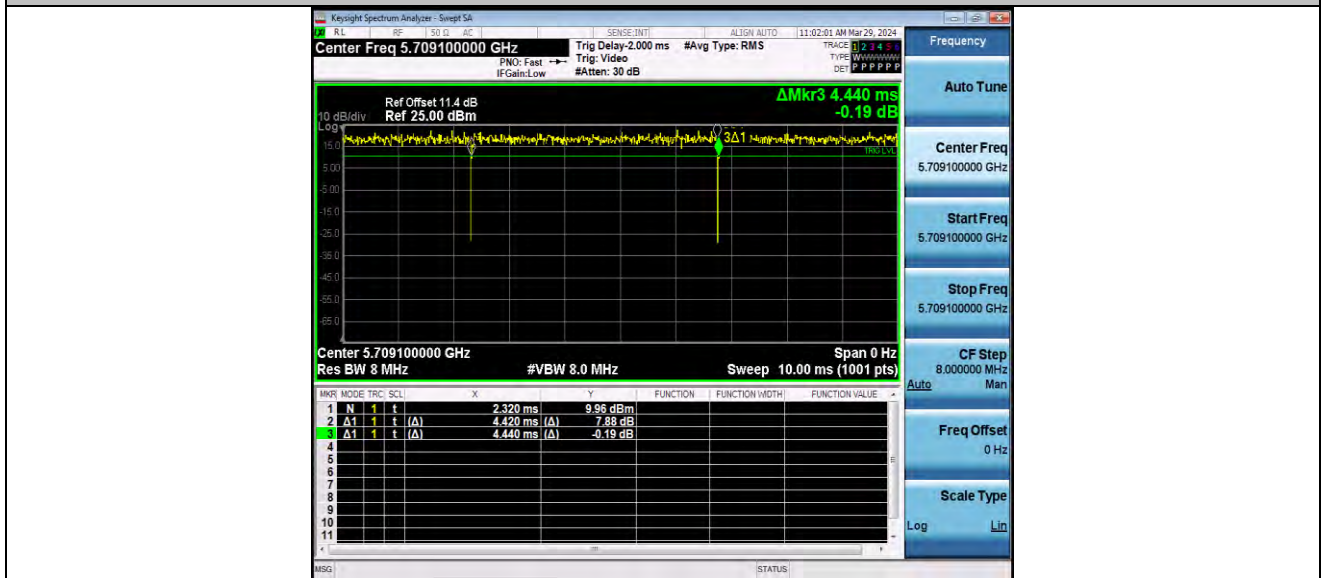 Keysight Spectrum Analyzer - Swept SA
RL RF 50 Ω AC SENSE:INT ALIGN AUTO 11:02:01 AM Mar 29, 2024
Center Freq 5.709100000 GHz
PNO: Fast
IFGain:Low
Trig Delay-2.000 ms
Trig: Video
#Atten: 30 dB
#Avg Type: RMS
TRACE 1 2 3 4 5 6
TYPE
DET P P P P P P
ΔMkr3 4.440 ms
-0.19 dB
Ref Offset 11.4 dB
10 dB/div Ref 25.00 dBm
Log
15.0
5.00
-5.00
-15.0
-25.0
-35.0
-45.0
-55.0
-65.0
3Δ1
TRIG LVL
Center 5.709100000 GHz Span 0 Hz
Res BW 8 MHz #VBW 8.0 MHz Sweep 10.00 ms (1001 pts)
MKR MODE TRC SCL X Y FUNCTION FUNCTION WIDTH FUNCTION VALUE
1 N 1 t 2.320 ms 9.96 dBm
2 Δ1 1 t (Δ) 4.420 ms (Δ) 7.88 dB
3 Δ1 1 t (Δ) 4.440 ms (Δ) -0.19 dB
4
5
6
7
8
9
10
11
MSG STATUS
Frequency
Auto Tune
Center Freq
5.709100000 GHz
Start Freq
5.709100000 GHz
Stop Freq
5.709100000 GHz
CF Step
8.000000 MHz
Auto Man
Freq Offset
0 Hz
Scale Type
Log Lin